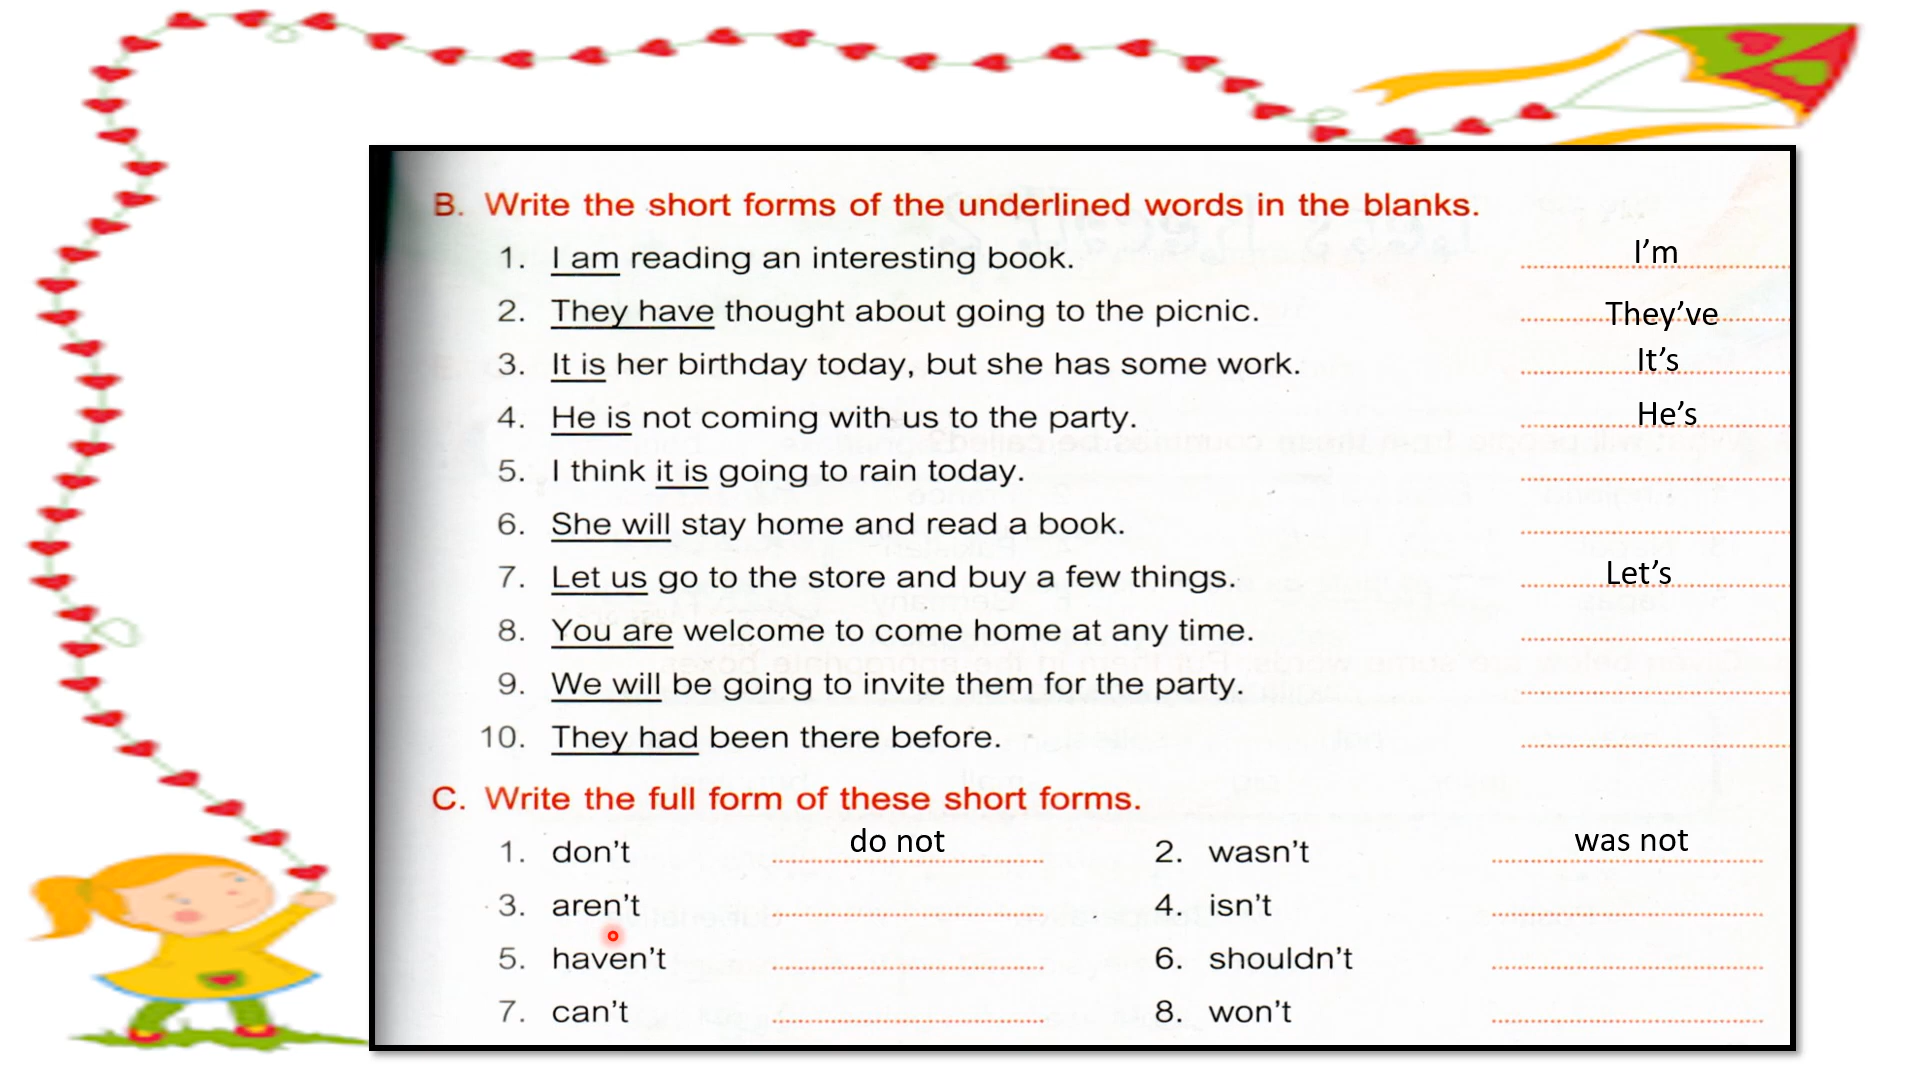 B. Write the short forms of the underlined words in the blanks.
1. I am reading an interesting book. I’m
2. They have thought about going to the picnic. They’ve
3. It is her birthday today, but she has some work. It’s
4. He is not coming with us to the party. He’s
5. I think it is going to rain today.
6. She will stay home and read a book.
7. Let us go to the store and buy a few things. Let’s
8. You are welcome to come home at any time.
9. We will be going to invite them for the party.
10. They had been there before.
C. Write the full form of these short forms.
1. don’t do not 2. wasn’t was not
3. aren’t 4. isn’t
5. haven’t 6. shouldn’t
7. can’t 8. won’t